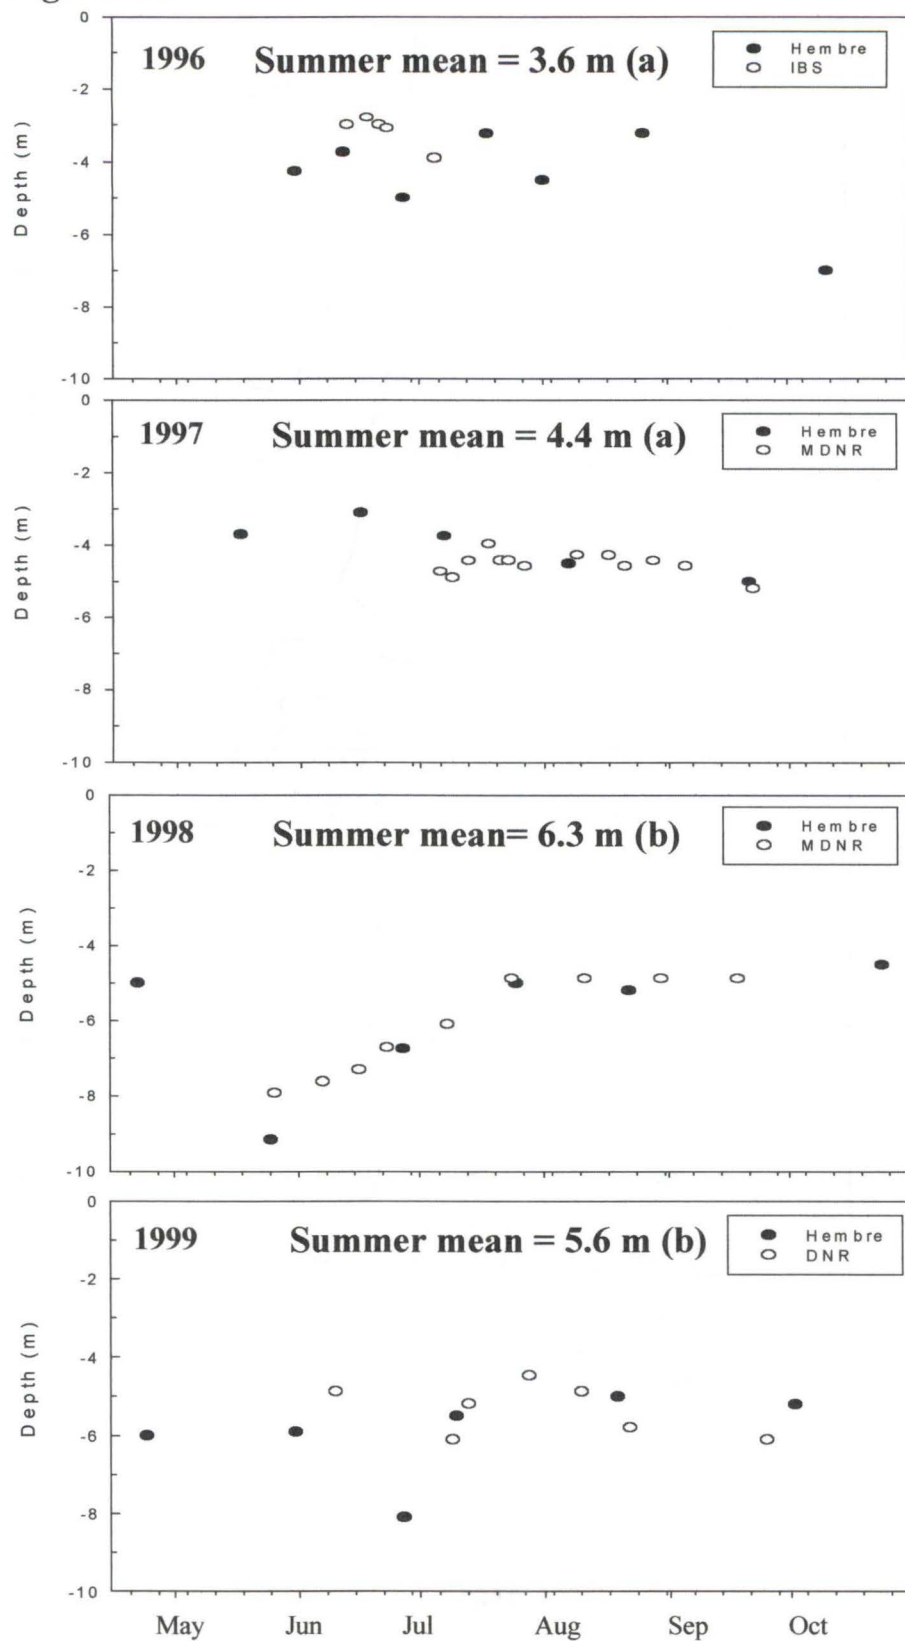 0
1996 Summer mean = 3.6 m (a)
Hembre
IBS
-2
-4
-6
-8
-10
Depth (m)
0
1997 Summer mean = 4.4 m (a)
Hembre
MDNR
-2
-4
-6
-8
-10
Depth (m)
0
1998 Summer mean= 6.3 m (b)
Hembre
MDNR
-2
-4
-6
-8
-10
Depth (m)
0
1999 Summer mean = 5.6 m (b)
Hembre
DNR
-2
-4
-6
-8
-10
Depth (m)
May Jun Jul Aug Sep Oct